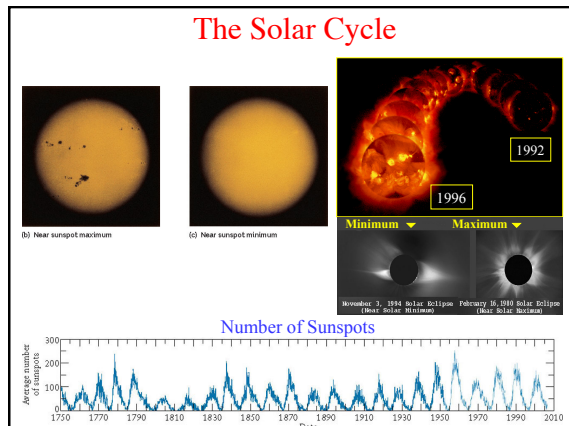 The Solar Cycle
(b) Near sunspot maximum
(c) Near sunspot minimum
1992
1996
Minimum
Maximum
November 3, 1994 Solar Eclipse
(Near Solar Minimum)
February 16,1980 Solar Eclipse
(Near Solar Maximum)
Number of Sunspots
Average number
of sunspots
300
200
100
0
1750 1770 1790 1810 1830 1850 1870 1890 1910 1930 1950 1970 1990 2010